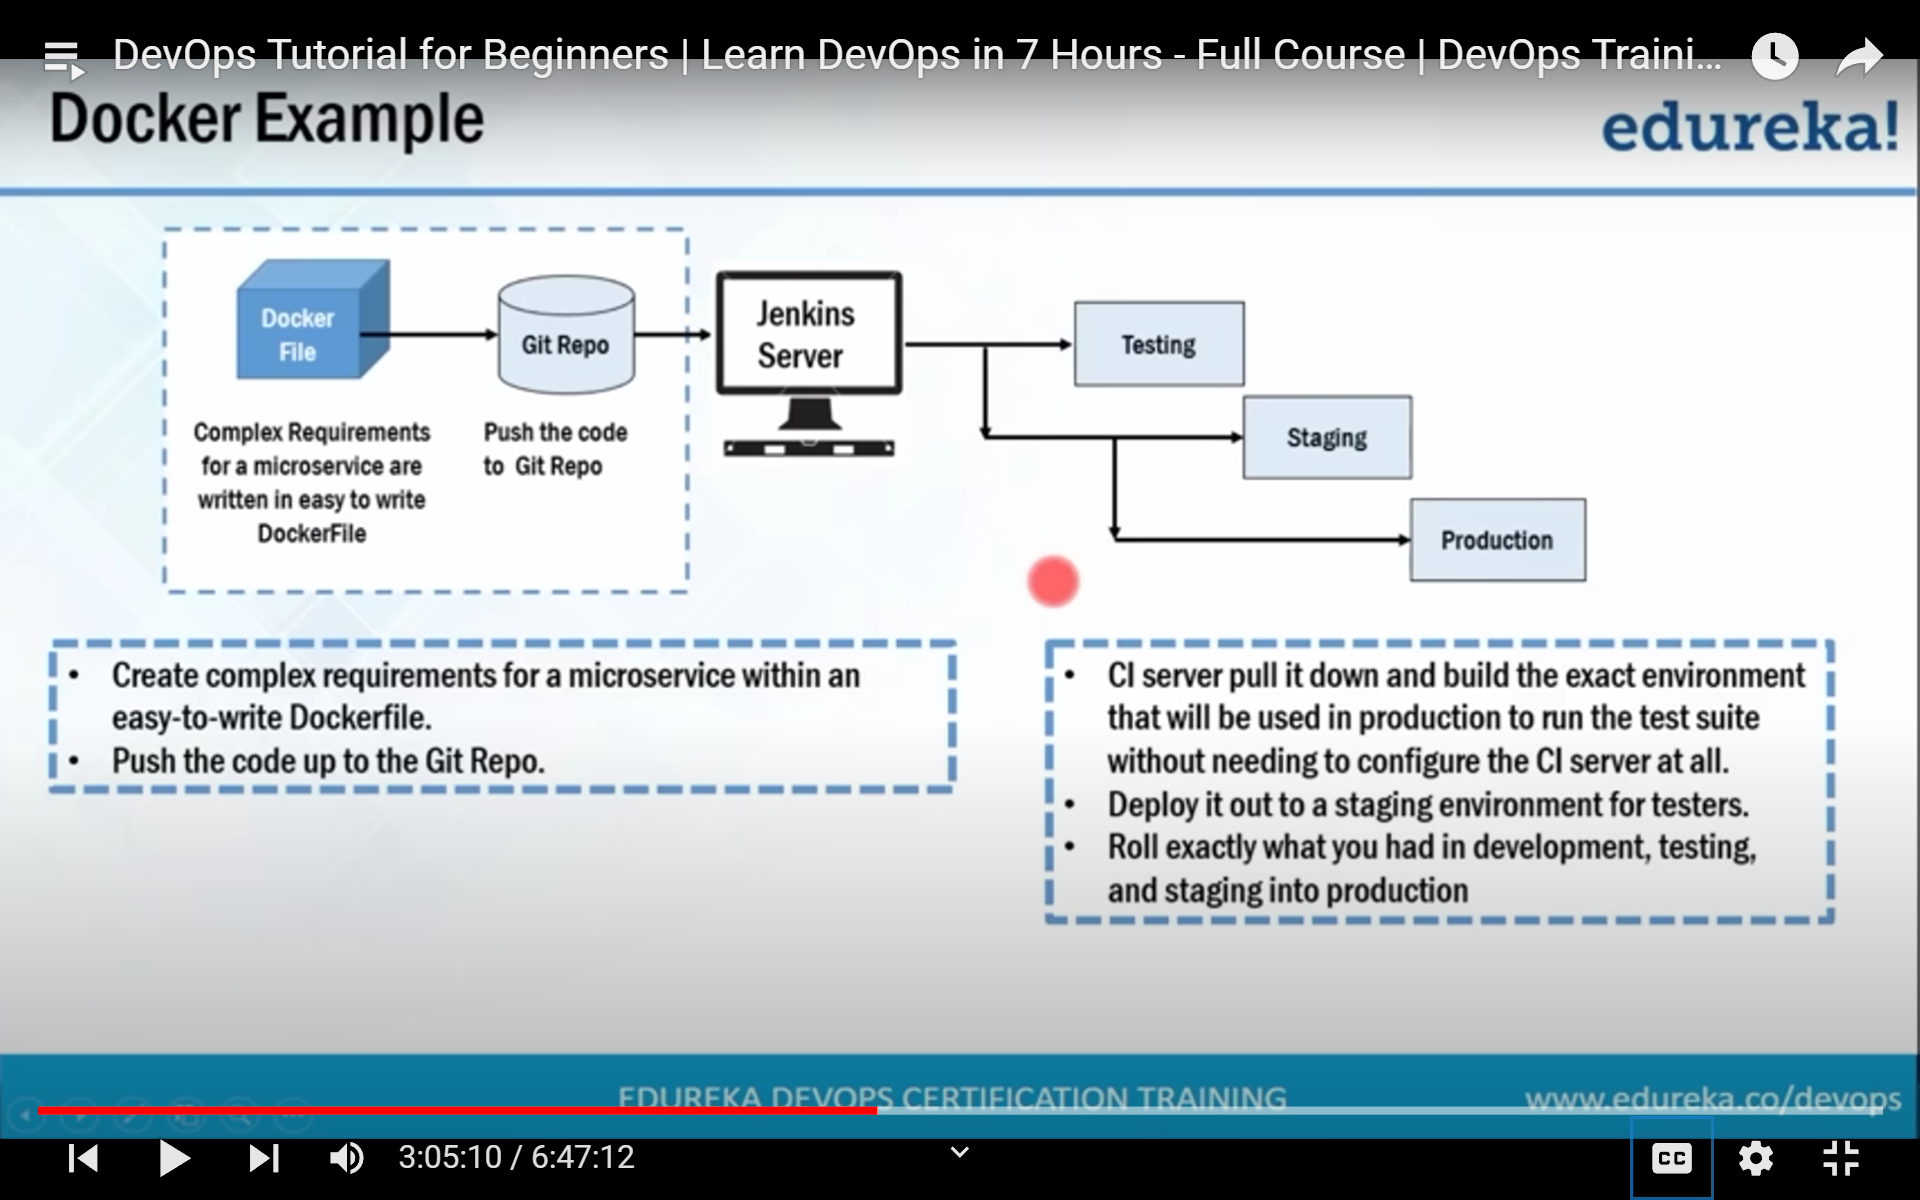 DevOps Tutorial for Beginners | Learn DevOps in 7 Hours - Full Course | DevOps Traini...
Docker Example
edureka!
Docker
File
Git Repo
Jenkins
Server
Testing
Staging
Production
Complex Requirements
for a microservice are
written in easy to write
DockerFile
Push the code
to Git Repo
• Create complex requirements for a microservice within an
easy-to-write Dockerfile.
• Push the code up to the Git Repo.
• CI server pull it down and build the exact environment
that will be used in production to run the test suite
without needing to configure the CI server at all.
• Deploy it out to a staging environment for testers.
• Roll exactly what you had in development, testing,
and staging into production
EDUREKA DEVOPS CERTIFICATION TRAINING
www.edureka.co/devops
3:05:10 / 6:47:12
CC